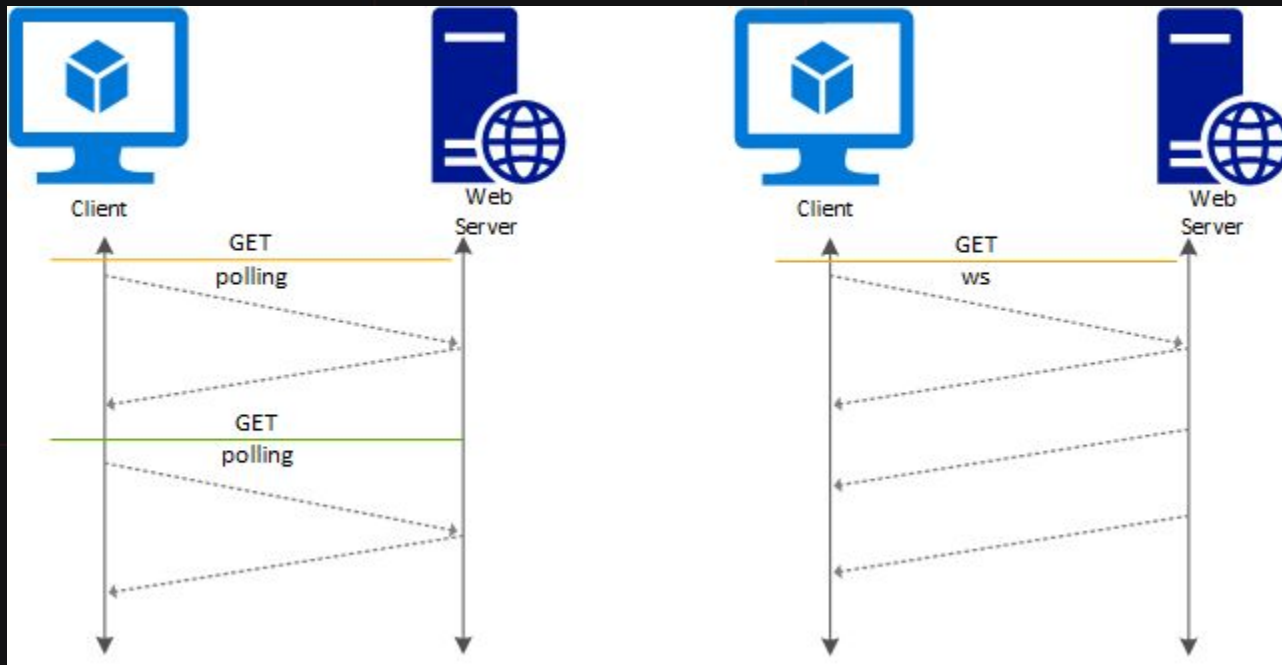 Client
Web
Server
GET
polling
GET
polling
Client
Web
Server
GET
ws